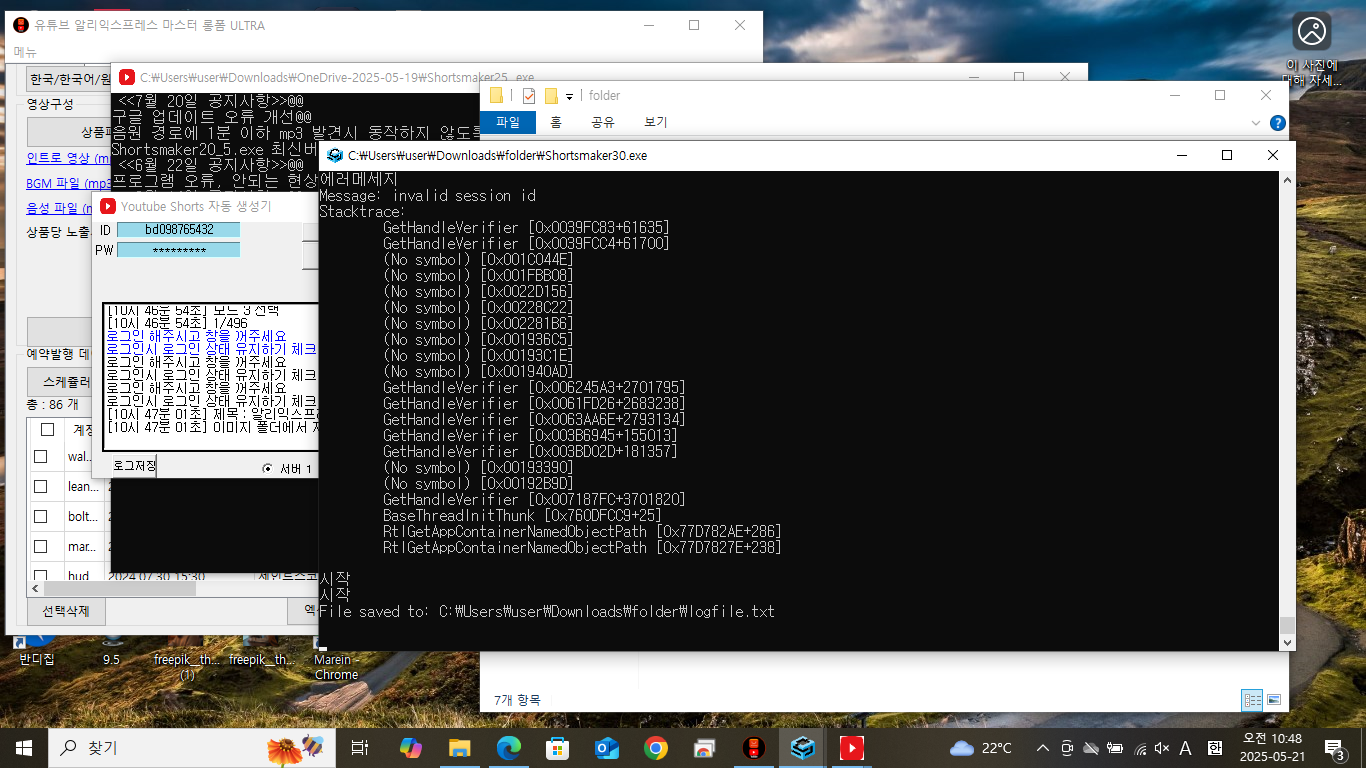 유튜브 알리익스프레스 마스터 롱폼 ULTRA
메뉴
한국/한국어/원
영상구성
상품
인트로 영상 (m
BGM 파일 (mp3
음성 파일 (m
상품당 노출
예약발행 데
스케쥴러
총 : 86 개
계정
wal...
lean...
bolt...
mar...
hud
2024 07 30 15:30
선택삭제
엑
C:₩Users₩user₩Downloads₩OneDrive-2025-05-19₩Shortsmaker25_.exe
<<7월 20일 공지사항>>@@
구글 업데이트 오류 개선@@
음원 경로에 1분 이하 mp3 발견시 동작하지 않도록
Shortsmaker20_5.exe 최신버
<<6월 22일 공지사항>>@@
프로그램 오류, 안되는 현상
Youtube Shorts 자동 생성기
ID bd098765432
PW *********
[10시 46분 54초] 모드 3 선택
[10시 46분 54초] 1/496
로그인 해주시고 창을 꺼주세요
로그인시 로그인 상태 유지하기 체크
로그인 해주시고 창을 꺼주세요
로그인시 로그인 상태 유지하기 체크
로그인 해주시고 창을 꺼주세요
로그인시 로그인 상태 유지하기 체크
[10시 47분 01초] 제목 : 알리익스프
[10시 47분 01초] 이미지 폴더에서
로그저장
서버 1
folder
파일 홈 공유 보기
C:₩Users₩user₩Downloads₩folder₩Shortsmaker30.exe
에러메세지
Message: invalid session id
Stacktrace:
GetHandleVerifier [0x0039FC83+61635]
GetHandleVerifier [0x0039FCC4+61700]
(No symbol) [0x001C044E]
(No symbol) [0x001FBB08]
(No symbol) [0x0022D156]
(No symbol) [0x00228C22]
(No symbol) [0x002281B6]
(No symbol) [0x001936C5]
(No symbol) [0x00193C1E]
(No symbol) [0x001940AD]
GetHandleVerifier [0x006245A3+2701795]
GetHandleVerifier [0x0061FD26+2683238]
GetHandleVerifier [0x0063AA6E+2793134]
GetHandleVerifier [0x003B6945+155013]
GetHandleVerifier [0x003BD02D+181357]
(No symbol) [0x00193390]
(No symbol) [0x00192B9D]
GetHandleVerifier [0x007187FC+3701820]
BaseThreadInitThunk [0x760DFCC9+25]
RtlGetAppContainerNamedObjectPath [0x77D782AE+286]
RtlGetAppContainerNamedObjectPath [0x77D7827E+238]
시작
시작
File saved to: C:₩Users₩user₩Downloads₩folder₩logfile.txt
7개 항목
이 사진에
대해 자세...
반디집
9.5
freepik__th...
(1)
freepik__th...
Marein -
Chrome
찾기
22°C
A
한
오전 10:48
2025-05-21
3